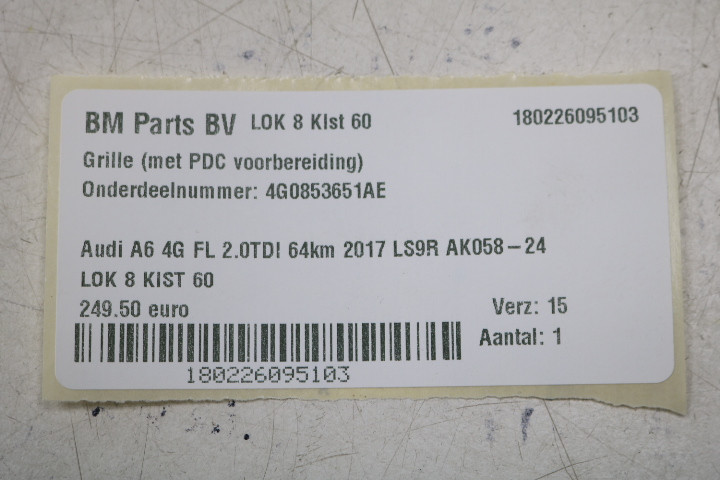 BM Parts BV LOK 8 KIst 60 180226095103
Grille (met PDC voorbereiding)
Onderdeelnummer: 4G0853651AE
Audi A6 4G FL 2.0TDI 64km 2017 LS9R AK058-24
LOK 8 KIST 60
249.50 euro Verz: 15
Aantal: 1
180226095103